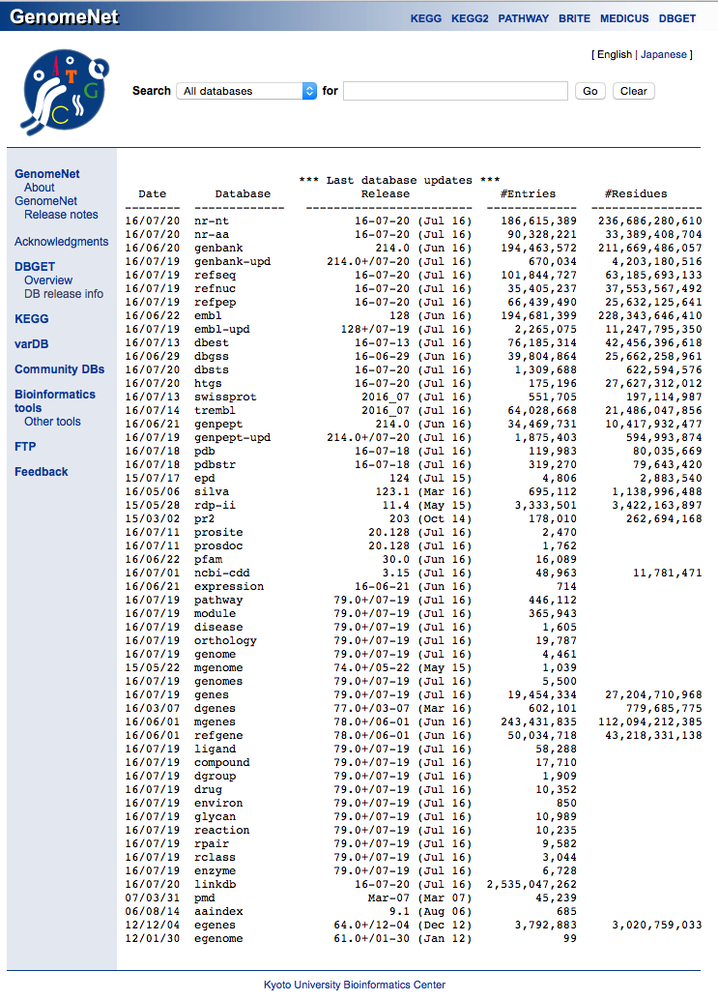 GenomeNet
KEGG KEGG2 PATHWAY BRITE MEDICUS DBGET
[ English | Japanese ]
A T G C
Search All databases for Go Clear
GenomeNet
About
GenomeNet
Release notes
Acknowledgments
DBGET
Overview
DB release info
KEGG
varDB
Community DBs
Bioinformatics
tools
Other tools
FTP
Feedback
*** Last database updates ***
Date Database Release #Entries #Residues
-------- ------------- ------------------------ ------------- ----------------
16/07/20 nr-nt 16-07-20 (Jul 16) 186,615,389 236,686,280,610
16/07/20 nr-aa 16-07-20 (Jul 16) 90,328,221 33,389,408,704
16/06/20 genbank 214.0 (Jun 16) 194,463,572 211,669,486,057
16/07/19 genbank-upd 214.0+/07-20 (Jul 16) 670,034 4,203,180,516
16/07/19 refseq 16-07-20 (Jul 16) 101,844,727 63,185,693,133
16/07/19 refnuc 16-07-20 (Jul 16) 35,405,237 37,553,567,492
16/07/19 refpep 16-07-20 (Jul 16) 66,439,490 25,632,125,641
16/06/22 embl 128 (Jun 16) 194,681,399 228,343,646,410
16/07/19 embl-upd 128+/07-19 (Jul 16) 2,265,075 11,247,795,350
16/07/13 dbest 16-07-13 (Jul 16) 76,185,314 42,456,396,618
16/06/29 dbgss 16-06-29 (Jun 16) 39,804,864 25,662,258,961
16/07/20 dbsts 16-07-20 (Jul 16) 1,309,688 622,594,576
16/07/20 htgs 16-07-20 (Jul 16) 175,196 27,627,312,012
16/07/13 swissprot 2016_07 (Jul 16) 551,705 197,114,987
16/07/14 trembl 2016_07 (Jul 16) 64,028,668 21,486,047,856
16/06/21 genpept 214.0 (Jun 16) 34,469,731 10,417,932,477
16/07/19 genpept-upd 214.0+/07-20 (Jul 16) 1,875,403 594,993,874
16/07/18 pdb 16-07-18 (Jul 16) 119,983 80,035,669
16/07/18 pdbstr 16-07-18 (Jul 16) 319,270 79,643,420
15/07/17 epd 124 (Jul 15) 4,806 2,883,540
16/05/06 silva 123.1 (Mar 16) 695,112 1,138,996,488
15/05/28 rdp-ii 11.4 (May 15) 3,333,501 3,422,163,897
15/03/02 pr2 203 (Oct 14) 178,010 262,694,168
16/07/11 prosite 20.128 (Jul 16) 2,470
16/07/11 prosdoc 20.128 (Jul 16) 1,762
16/06/22 pfam 30.0 (Jun 16) 16,089
16/07/01 ncbi-cdd 3.15 (Jul 16) 48,963 11,781,471
16/06/21 expression 16-06-21 (Jun 16) 714
16/07/19 pathway 79.0+/07-19 (Jul 16) 446,112
16/07/19 module 79.0+/07-19 (Jul 16) 365,943
16/07/19 disease 79.0+/07-19 (Jul 16) 1,605
16/07/19 orthology 79.0+/07-19 (Jul 16) 19,787
16/07/19 genome 79.0+/07-19 (Jul 16) 4,461
15/05/22 mgenome 74.0+/05-22 (May 15) 1,039
16/07/19 genomes 79.0+/07-19 (Jul 16) 5,500
16/07/19 genes 79.0+/07-19 (Jul 16) 19,454,334 27,204,710,968
16/03/07 dgenes 77.0+/03-07 (Mar 16) 602,101 779,685,775
16/06/01 mgenes 78.0+/06-01 (Jun 16) 243,431,835 112,094,212,385
16/06/01 refgene 78.0+/06-01 (Jun 16) 50,034,718 43,218,331,138
16/07/19 ligand 79.0+/07-19 (Jul 16) 58,288
16/07/19 compound 79.0+/07-19 (Jul 16) 17,710
16/07/19 dgroup 79.0+/07-19 (Jul 16) 1,909
16/07/19 drug 79.0+/07-19 (Jul 16) 10,352
16/07/19 environ 79.0+/07-19 (Jul 16) 850
16/07/19 glycan 79.0+/07-19 (Jul 16) 10,989
16/07/19 reaction 79.0+/07-19 (Jul 16) 10,235
16/07/19 rpair 79.0+/07-19 (Jul 16) 9,582
16/07/19 rclass 79.0+/07-19 (Jul 16) 3,044
16/07/19 enzyme 79.0+/07-19 (Jul 16) 6,728
16/07/20 linkdb 16-07-20 (Jul 16) 2,535,047,262
07/03/31 pmd Mar-07 (Mar 07) 45,239
06/08/14 aaindex 9.1 (Aug 06) 685
12/12/04 egenes 64.0+/12-04 (Dec 12) 3,792,883 3,020,759,033
12/01/30 egenome 61.0+/01-30 (Jan 12) 99
Kyoto University Bioinformatics Center